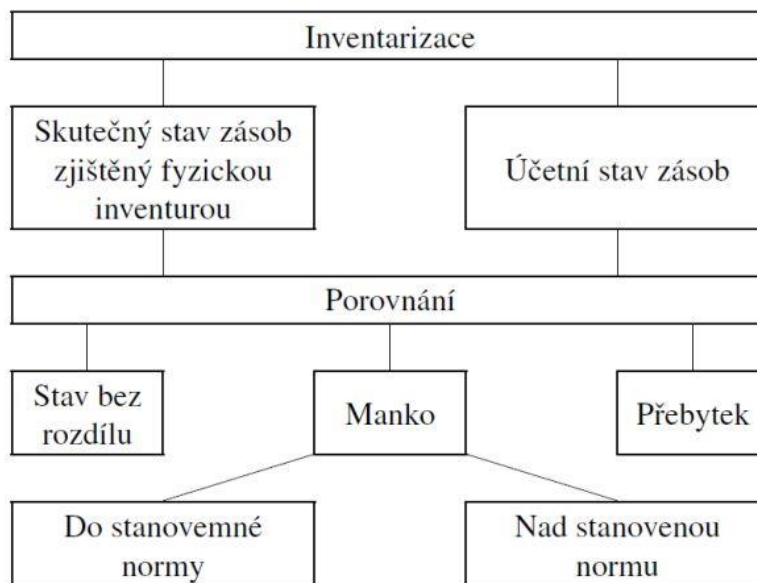 Inventarizace
Skutečný stav zásob
zjištěný fyzickou
inventurou
Účetní stav zásob
Porovnání
Stav bez
rozdílu
Manko
Přebytek
Do stanovemné
normy
Nad stanovenou
normu